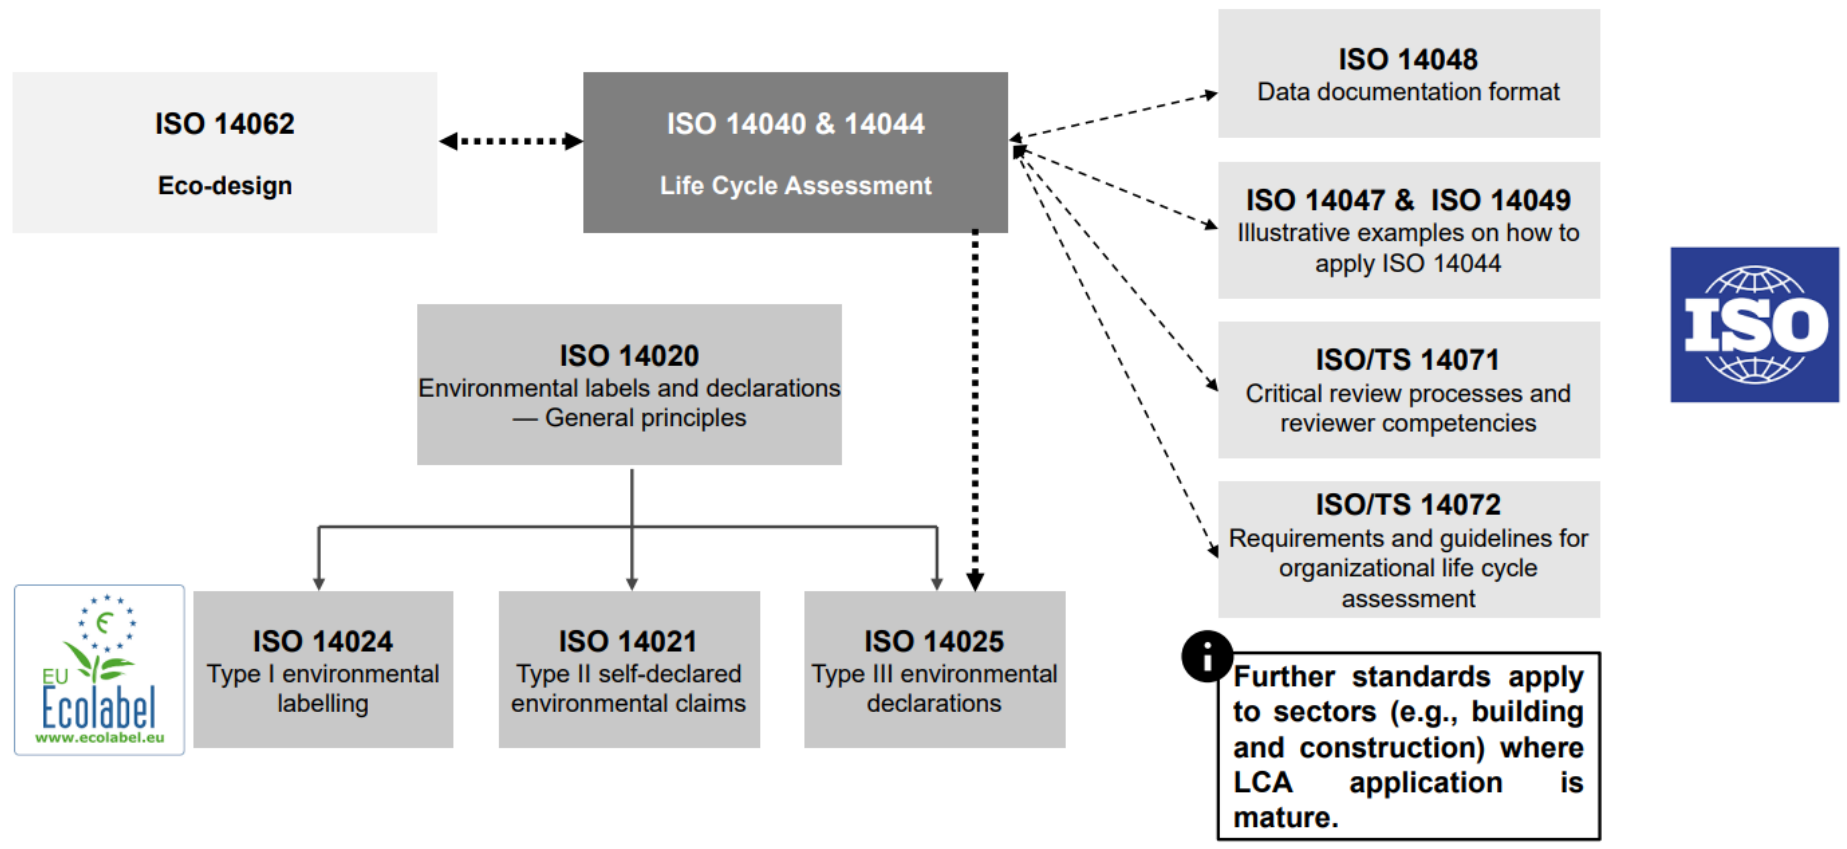 ISO 14062
Eco-design
ISO 14040 & 14044
Life Cycle Assessment
ISO 14048
Data documentation format
ISO 14047 & ISO 14049
Illustrative examples on how to
apply ISO 14044
ISO/TS 14071
Critical review processes and
reviewer competencies
ISO/TS 14072
Requirements and guidelines for
organizational life cycle
assessment
ISO
ISO 14020
Environmental labels and declarations
— General principles
EU
Ecolabel
www.ecolabel.eu
ISO 14024
Type I environmental
labelling
ISO 14021
Type II self-declared
environmental claims
ISO 14025
Type III environmental
declarations
i
Further standards apply
to sectors (e.g., building
and construction) where
LCA application is
mature.